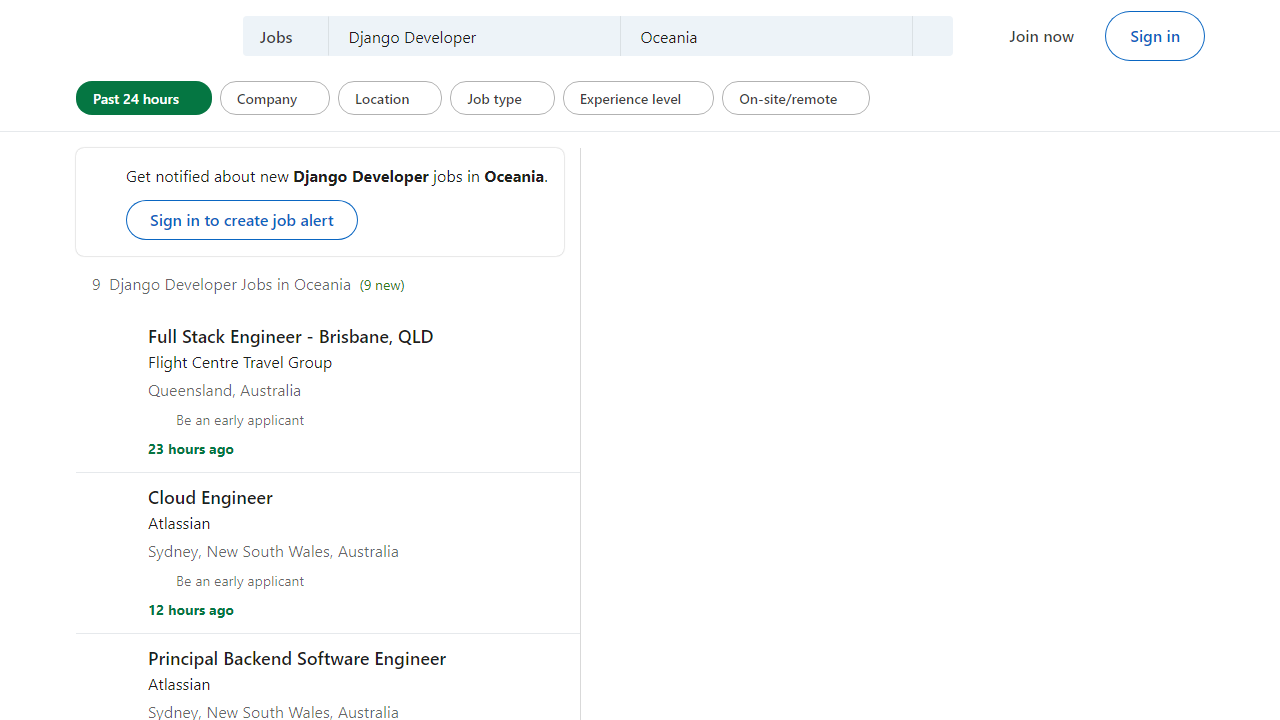 Jobs Django Developer Oceania Join now Sign in
Past 24 hours Company Location Job type Experience level On-site/remote
Get notified about new Django Developer jobs in Oceania.
Sign in to create job alert
9 Django Developer Jobs in Oceania (9 new)
Full Stack Engineer - Brisbane, QLD
Flight Centre Travel Group
Queensland, Australia
Be an early applicant
23 hours ago
Cloud Engineer
Atlassian
Sydney, New South Wales, Australia
Be an early applicant
12 hours ago
Principal Backend Software Engineer
Atlassian
Sydney, New South Wales, Australia